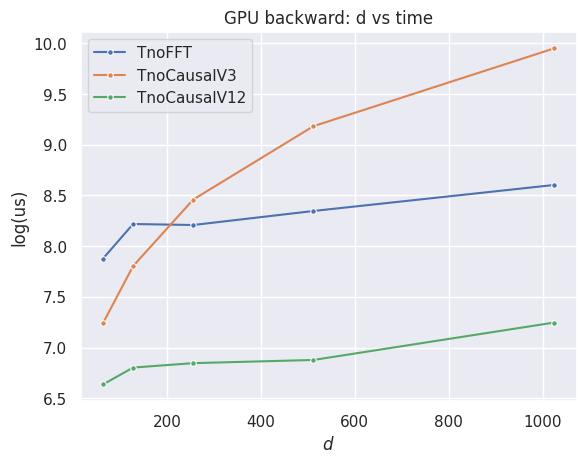 GPU backward: d vs time
TnoFFT
TnoCausalV3
TnoCausalV12
log(us)
10.0
9.5
9.0
8.5
8.0
7.5
7.0
6.5
200 400 600 800 1000
d